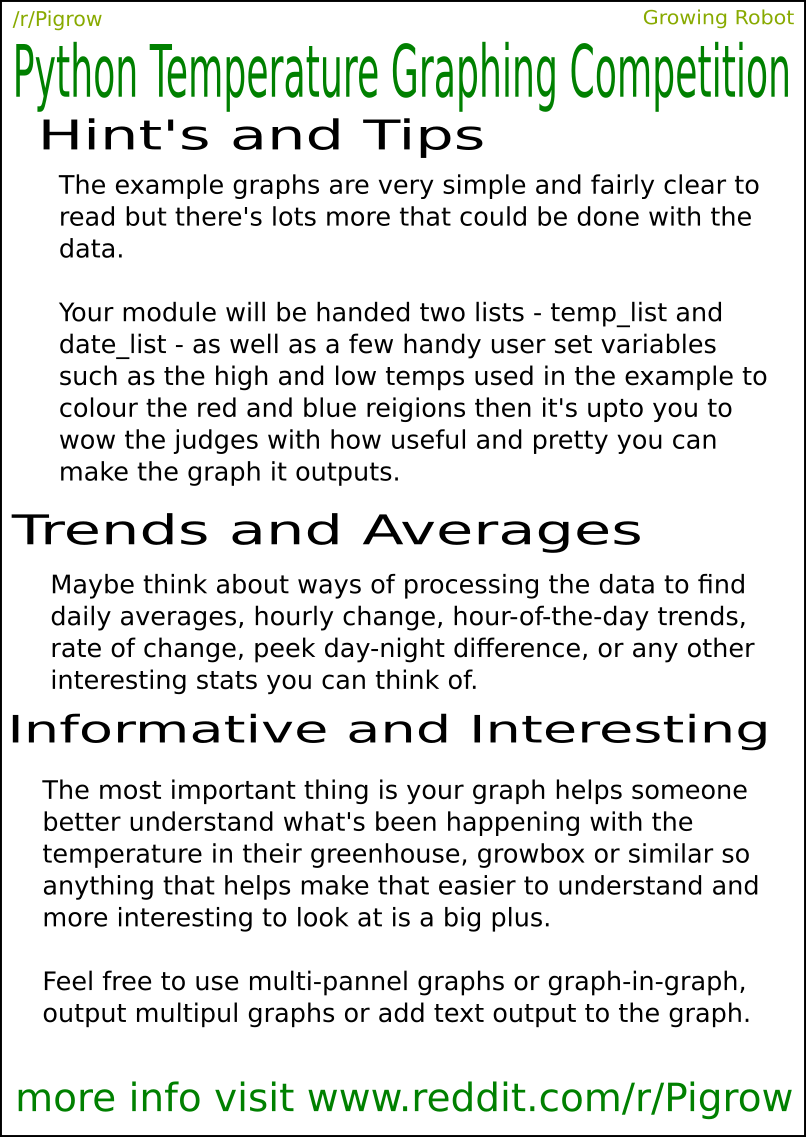 /r/Pigrow
Growing Robot
Python Temperature Graphing Competition
Hint's and Tips
The example graphs are very simple and fairly clear to
read but there's lots more that could be done with the
data.
Your module will be handed two lists - temp_list and
date_list - as well as a few handy user set variables
such as the high and low temps used in the example to
colour the red and blue reigions then it's upto you to
wow the judges with how useful and pretty you can
make the graph it outputs.
Trends and Averages
Maybe think about ways of processing the data to find
daily averages, hourly change, hour-of-the-day trends,
rate of change, peek day-night difference, or any other
interesting stats you can think of.
Informative and Interesting
The most important thing is your graph helps someone
better understand what's been happening with the
temperature in their greenhouse, growbox or similar so
anything that helps make that easier to understand and
more interesting to look at is a big plus.
Feel free to use multi-pannel graphs or graph-in-graph,
output multipul graphs or add text output to the graph.
more info visit www.reddit.com/r/Pigrow